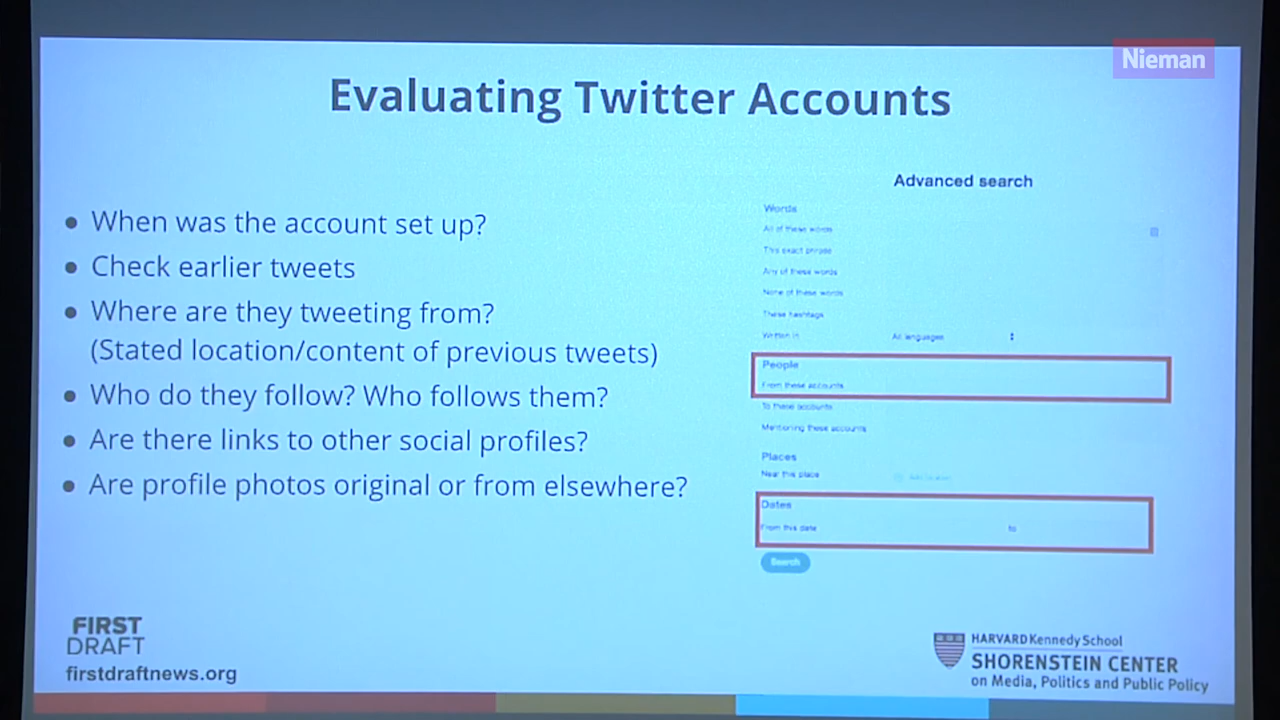 Nieman
Evaluating Twitter Accounts
• When was the account set up?
• Check earlier tweets
• Where are they tweeting from?
(Stated location/content of previous tweets)
• Who do they follow? Who follows them?
• Are there links to other social profiles?
• Are profile photos original or from elsewhere?
Advanced search
Words
All of these words
This exact phrase
Any of these words
None of these words
These hashtags
Written in All languages
People
From these accounts
To these accounts
Mentioning these accounts
Places
Near this place
Dates
From this date to
Search
FIRST
DRAFT
firstdraftnews.org
HARVARD Kennedy School
SHORENSTEIN CENTER
on Media, Politics and Public Policy